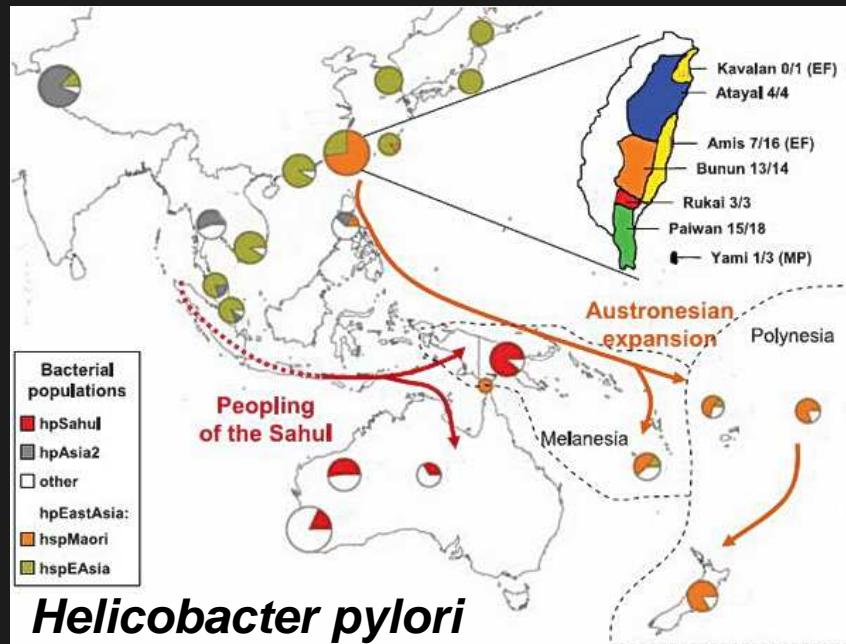 Kavalan 0/1 (EF)
Atayal 4/4
Amis 7/16 (EF)
Bunun 13/14
Rukai 3/3
Paiwan 15/18
Yami 1/3 (MP)
Austronesian
expansion
Polynesia
Melanesia
Peopling
of the Sahul
Bacterial
populations
hpSahul
hpAsia2
other
hpEastAsia:
hspMaori
hspEAsia
Helicobacter pylori